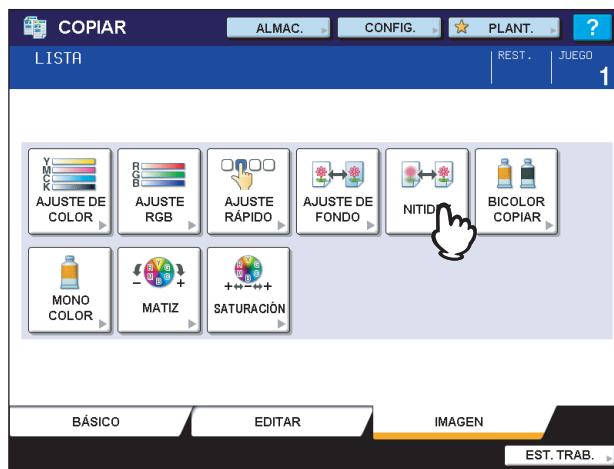 COPIAR
ALMAC.
CONFIG.
PLANT.
?
LISTA
REST.
JUEGO
1
Y
M
C
K
AJUSTE DE
COLOR
R
G
B
AJUSTE
RGB
AJUSTE
RÁPIDO
AJUSTE DE
FONDO
BICOLOR
COPIAR
MONO
COLOR
MATIZ
SATURACIÓN
BÁSICO
EDITAR
IMAGEN
EST. TRAB.